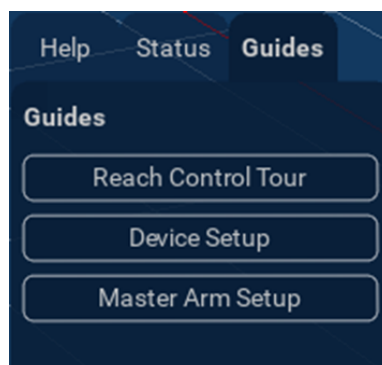 Help Status Guides
Guides
Reach Control Tour
Device Setup
Master Arm Setup